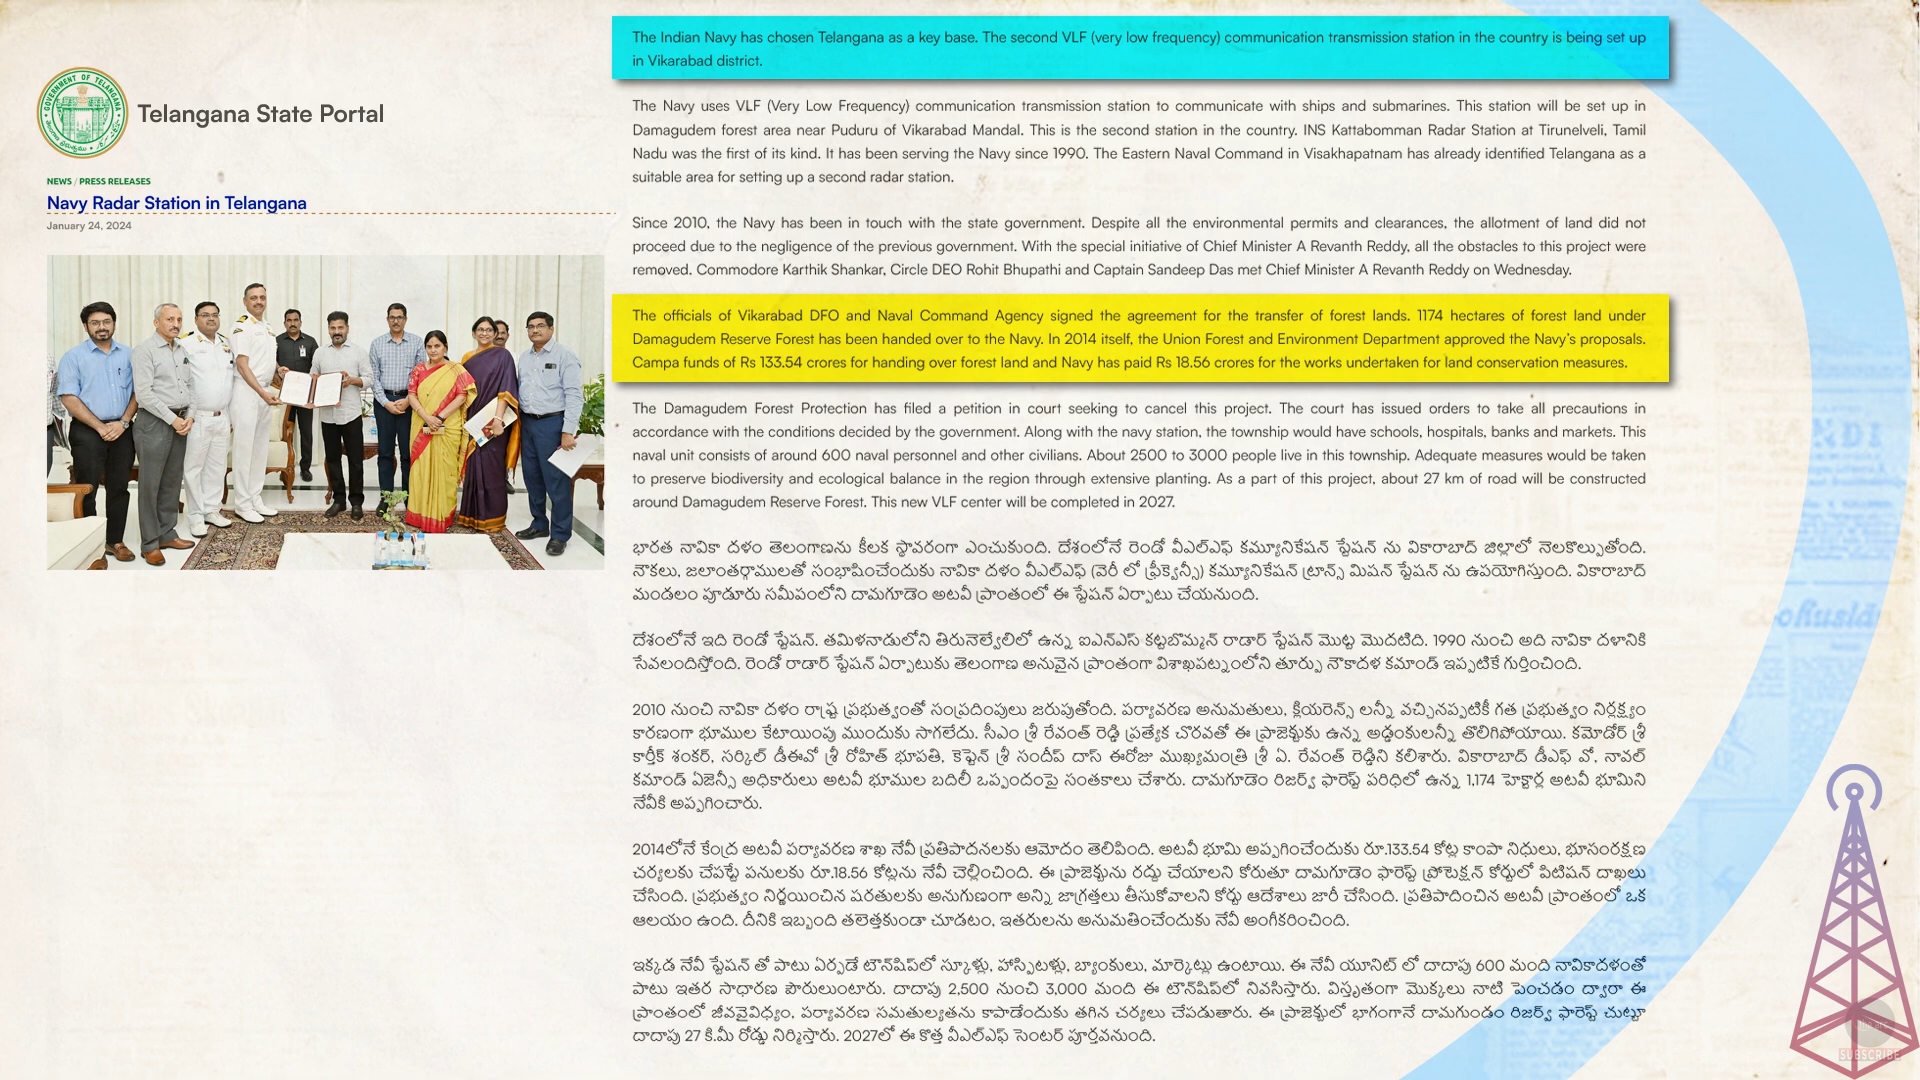 Telangana State Portal
NEWS / PRESS RELEASES
Navy Radar Station in Telangana
January 24, 2024
The Indian Navy has chosen Telangana as a key base. The second VLF (very low frequency) communication transmission station in the country is being set up
in Vikarabad district.
The Navy uses VLF (Very Low Frequency) communication transmission station to communicate with ships and submarines. This station will be set up in
Damagudem forest area near Puduru of Vikarabad Mandal. This is the second station in the country. INS Kattabomman Radar Station at Tirunelveli, Tamil
Nadu was the first of its kind. It has been serving the Navy since 1990. The Eastern Naval Command in Visakhapatnam has already identified Telangana as a
suitable area for setting up a second radar station.
Since 2010, the Navy has been in touch with the state government. Despite all the environmental permits and clearances, the allotment of land did not
proceed due to the negligence of the previous government. With the special initiative of Chief Minister A Revanth Reddy, all the obstacles to this project were
removed. Commodore Karthik Shankar, Circle DEO Rohit Bhupathi and Captain Sandeep Das met Chief Minister A Revanth Reddy on Wednesday.
The officials of Vikarabad DFO and Naval Command Agency signed the agreement for the transfer of forest lands. 1174 hectares of forest land under
Damagudem Reserve Forest has been handed over to the Navy. In 2014 itself, the Union Forest and Environment Department approved the Navy's proposals.
Campa funds of Rs 133.54 crores for handing over forest land and Navy has paid Rs 18.56 crores for the works undertaken for land conservation measures.
The Damagudem Forest Protection has filed a petition in court seeking to cancel this project. The court has issued orders to take all precautions in
accordance with the conditions decided by the government. Along with the navy station, the township would have schools, hospitals, banks and markets. This
naval unit consists of around 600 naval personnel and other civilians. About 2500 to 3000 people live in this township. Adequate measures would be taken
to preserve biodiversity and ecological balance in the region through extensive planting. As a part of this project, about 27 km of road will be constructed
around Damagudem Reserve Forest. This new VLF center will be completed in 2027.
భారత నావికా దళం తెలంగాణను కీలక స్థావరంగా ఎంచుకుంది. దేశంలోనే రెండో వీఎల్ఎఫ్ కమ్యూనికేషన్ స్టేషన్ ను వికారాబాద్ జిల్లాలో నెలకొల్పుతోంది.
నౌకలు, జలాంతర్గాములతో సంభాషించేందుకు నావికా దళం వీఎల్ఎఫ్ (వెరీ లో ఫ్రీక్వెన్సీ) కమ్యూనికేషన్ ట్రాన్స్ మిషన్ స్టేషన్ ను ఉపయోగిస్తుంది. వికారాబాద్
మండలం పూడూరు సమీపంలోని దామగూడెం అటవీ ప్రాంతంలో ఈ స్టేషన్ ఏర్పాటు చేయనుంది.
దేశంలోనే ఇది రెండో స్టేషన్. తమిళనాడులోని తిరునెల్వేలిలో ఉన్న ఐఎన్ఎస్ కట్టబొమ్మన్ రాడార్ స్టేషన్ మొట్ట మొదటిది. 1990 నుంచి అది నావికా దళానికి
సేవలందిస్తోంది. రెండో రాడార్ స్టేషన్ ఏర్పాటుకు తెలంగాణ అనువైన ప్రాంతంగా విశాఖపట్నంలోని తూర్పు నౌకాదళ కమాండ్ ఇప్పటికే గుర్తించింది.
2010 నుంచి నావికా దళం రాష్ట్ర ప్రభుత్వంతో సంప్రదింపులు జరుపుతోంది. పర్యావరణ అనుమతులు, క్లియరెన్స్ లన్నీ వచ్చినప్పటికీ గత ప్రభుత్వం నిర్లక్ష్యం
కారణంగా భూముల కేటాయింపు ముందుకు సాగలేదు. సీఎం శ్రీ రేవంత్ రెడ్డి ప్రత్యేక చొరవతో ఈ ప్రాజెక్టుకు ఉన్న అడ్డంకులన్నీ తొలిగిపోయాయి. కమోడోర్ శ్రీ
కార్తీక్ శంకర్, సర్కిల్ డీఈవో శ్రీ రోహిత్ భూపతి, కెప్టెన్ శ్రీ సందీప్ దాస్ ఈరోజు ముఖ్యమంత్రి శ్రీ ఏ. రేవంత్ రెడ్డిని కలిశారు. వికారాబాద్ డీఎఫ్ వో, నావల్
కమాండ్ ఏజెన్సీ అధికారులు అటవీ భూముల బదిలీ ఒప్పందంపై సంతకాలు చేశారు. దామగూడెం రిజర్వ్ ఫారెస్ట్ పరిధిలో ఉన్న 1,174 హెక్టార్ల అటవీ భూమిని
నేవీకి అప్పగించారు.
2014లోనే కేంద్ర అటవీ పర్యావరణ శాఖ నేవీ ప్రతిపాదనలకు ఆమోదం తెలిపింది. అటవీ భూమి అప్పగించేందుకు రూ.133.54 కోట్ల కాంపా నిధులు, భూసంరక్షణ
చర్యలకు చేపట్టే పనులకు రూ.18.56 కోట్లను నేవీ చెల్లించింది. ఈ ప్రాజెక్టును రద్దు చేయాలని కోరుతూ దామగూడెం ఫారెస్ట్ ప్రొటెక్షన్ కోర్టులో పిటిషన్ దాఖలు
చేసింది. ప్రభుత్వం నిర్ణయించిన షరతులకు అనుగుణంగా అన్ని జాగ్రత్తలు తీసుకోవాలని కోర్టు ఆదేశాలు జారీ చేసింది. ప్రతిపాదించిన అటవీ ప్రాంతంలో ఒక
ఆలయం ఉంది. దీనికి ఇబ్బంది తలెత్తకుండా చూడటం, ఇతరులను అనుమతించేందుకు నేవీ అంగీకరించింది.
ఇక్కడ నేవీ స్టేషన్ తో పాటు ఏర్పడే టౌన్‌షిప్‌లో స్కూళ్లు, హాస్పిటళ్లు, బ్యాంకులు, మార్కెట్లు ఉంటాయి. ఈ నేవీ యూనిట్ లో దాదాపు 600 మంది నావికాదళంతో
పాటు ఇతర సాధారణ పౌరులుంటారు. దాదాపు 2,500 నుంచి 3,000 మంది ఈ టౌన్‌షిప్‌లో నివసిస్తారు. విస్తృతంగా మొక్కలు నాటి పెంచడం ద్వారా ఈ
ప్రాంతంలో జీవవైవిధ్యం, పర్యావరణ సమతుల్యతను కాపాడేందుకు తగిన చర్యలు చేపడుతారు. ఈ ప్రాజెక్టులో భాగంగానే దామగుండం రిజర్వ్ ఫారెస్ట్ చుట్టూ
దాదాపు 27 కి.మీ రోడ్డు నిర్మిస్తారు. 2027లో ఈ కొత్త వీఎల్ఎఫ్ సెంటర్ పూర్తవనుంది.
SUBSCRIBE